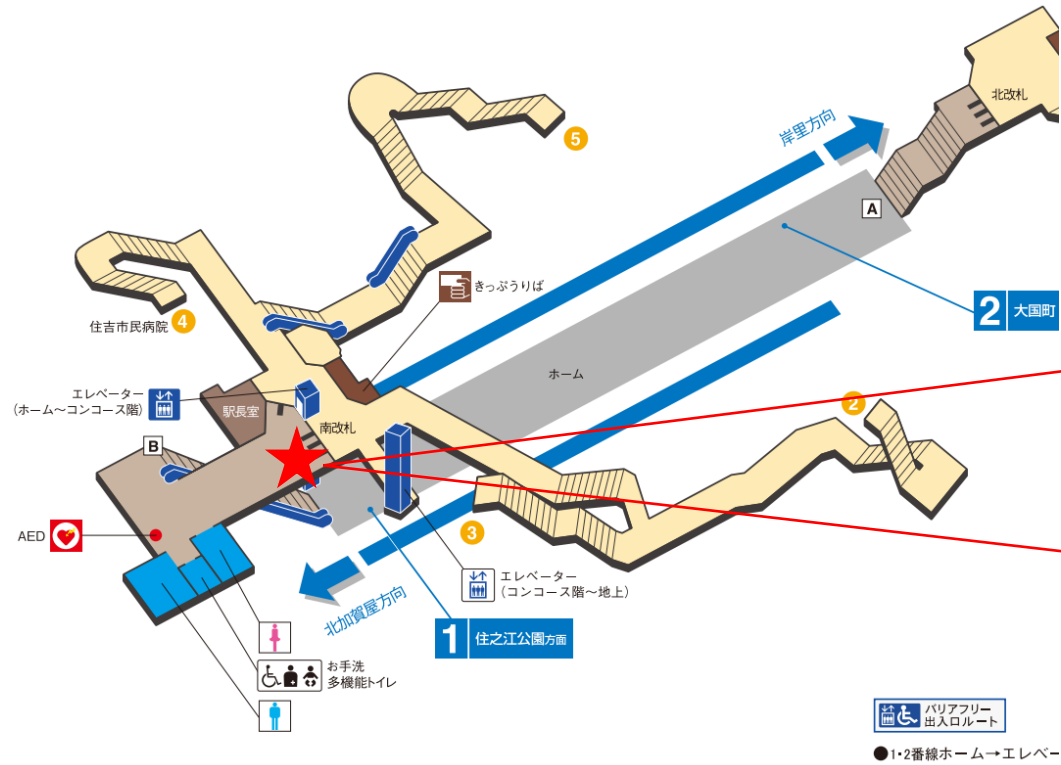 北改札
岸里方向
5
A
きっぷうりば
住吉市民病院 4
2 大国町
ホーム
エレベーター
(ホーム〜コンコース階)
駅長室
南改札
2
B
AED
3
エレベーター
(コンコース階〜地上)
北加賀屋方向
1 住之江公園方面
お手洗
多機能トイレ
バリアフリー
出入口ルート
●1・2番線ホーム→エレベー